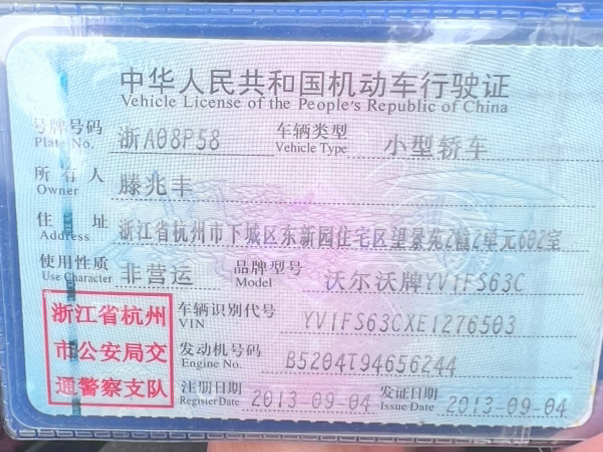 中华人民共和国机动车行驶证
Vehicle License of the People's Republic of China
号牌号码 浙A08P58 车辆类型 小型轿车
Plate No. Vehicle Type
所有人 滕兆丰
Owner
住址 浙江省杭州市下城区东新园住宅区望景苑2幢2单元602室
Address
使用性质 非营运 品牌型号 沃尔沃牌YV1FS63C
Use Character Model
浙江省杭州 车辆识别代号 YV1FS63CXE1276503
VIN
市公安局交 发动机号码 B5204T94656244
Engine No.
通警察支队 注册日期 2013-09-04 发证日期 2013-09-04
Register Date Issue Date